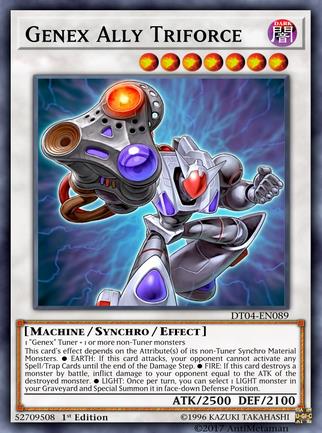 GENEX ALLY TRIFORCE
DARK
闇
DT04-EN089
[MACHINE / SYNCHRO / EFFECT]
1 "Genex" Tuner + 1 or more non-Tuner monsters
This card's effect depends on the Attribute(s) of its non-Tuner Synchro Material
Monsters. ● EARTH: If this card attacks, your opponent cannot activate
any Spell/Trap Cards until the end of the Damage Step. ● FIRE: If this card destroys a
monster by battle, inflict damage to your opponent equal to the ATK of the
destroyed monster. ● LIGHT: Once per turn, you can select 1 LIGHT monster in
your Graveyard and Special Summon it in face-down Defense Position.
ATK/2500 DEF/2100
52709508 1st Edition ©1996 KAZUKI TAKAHASHI
©2017 AntiMetaman